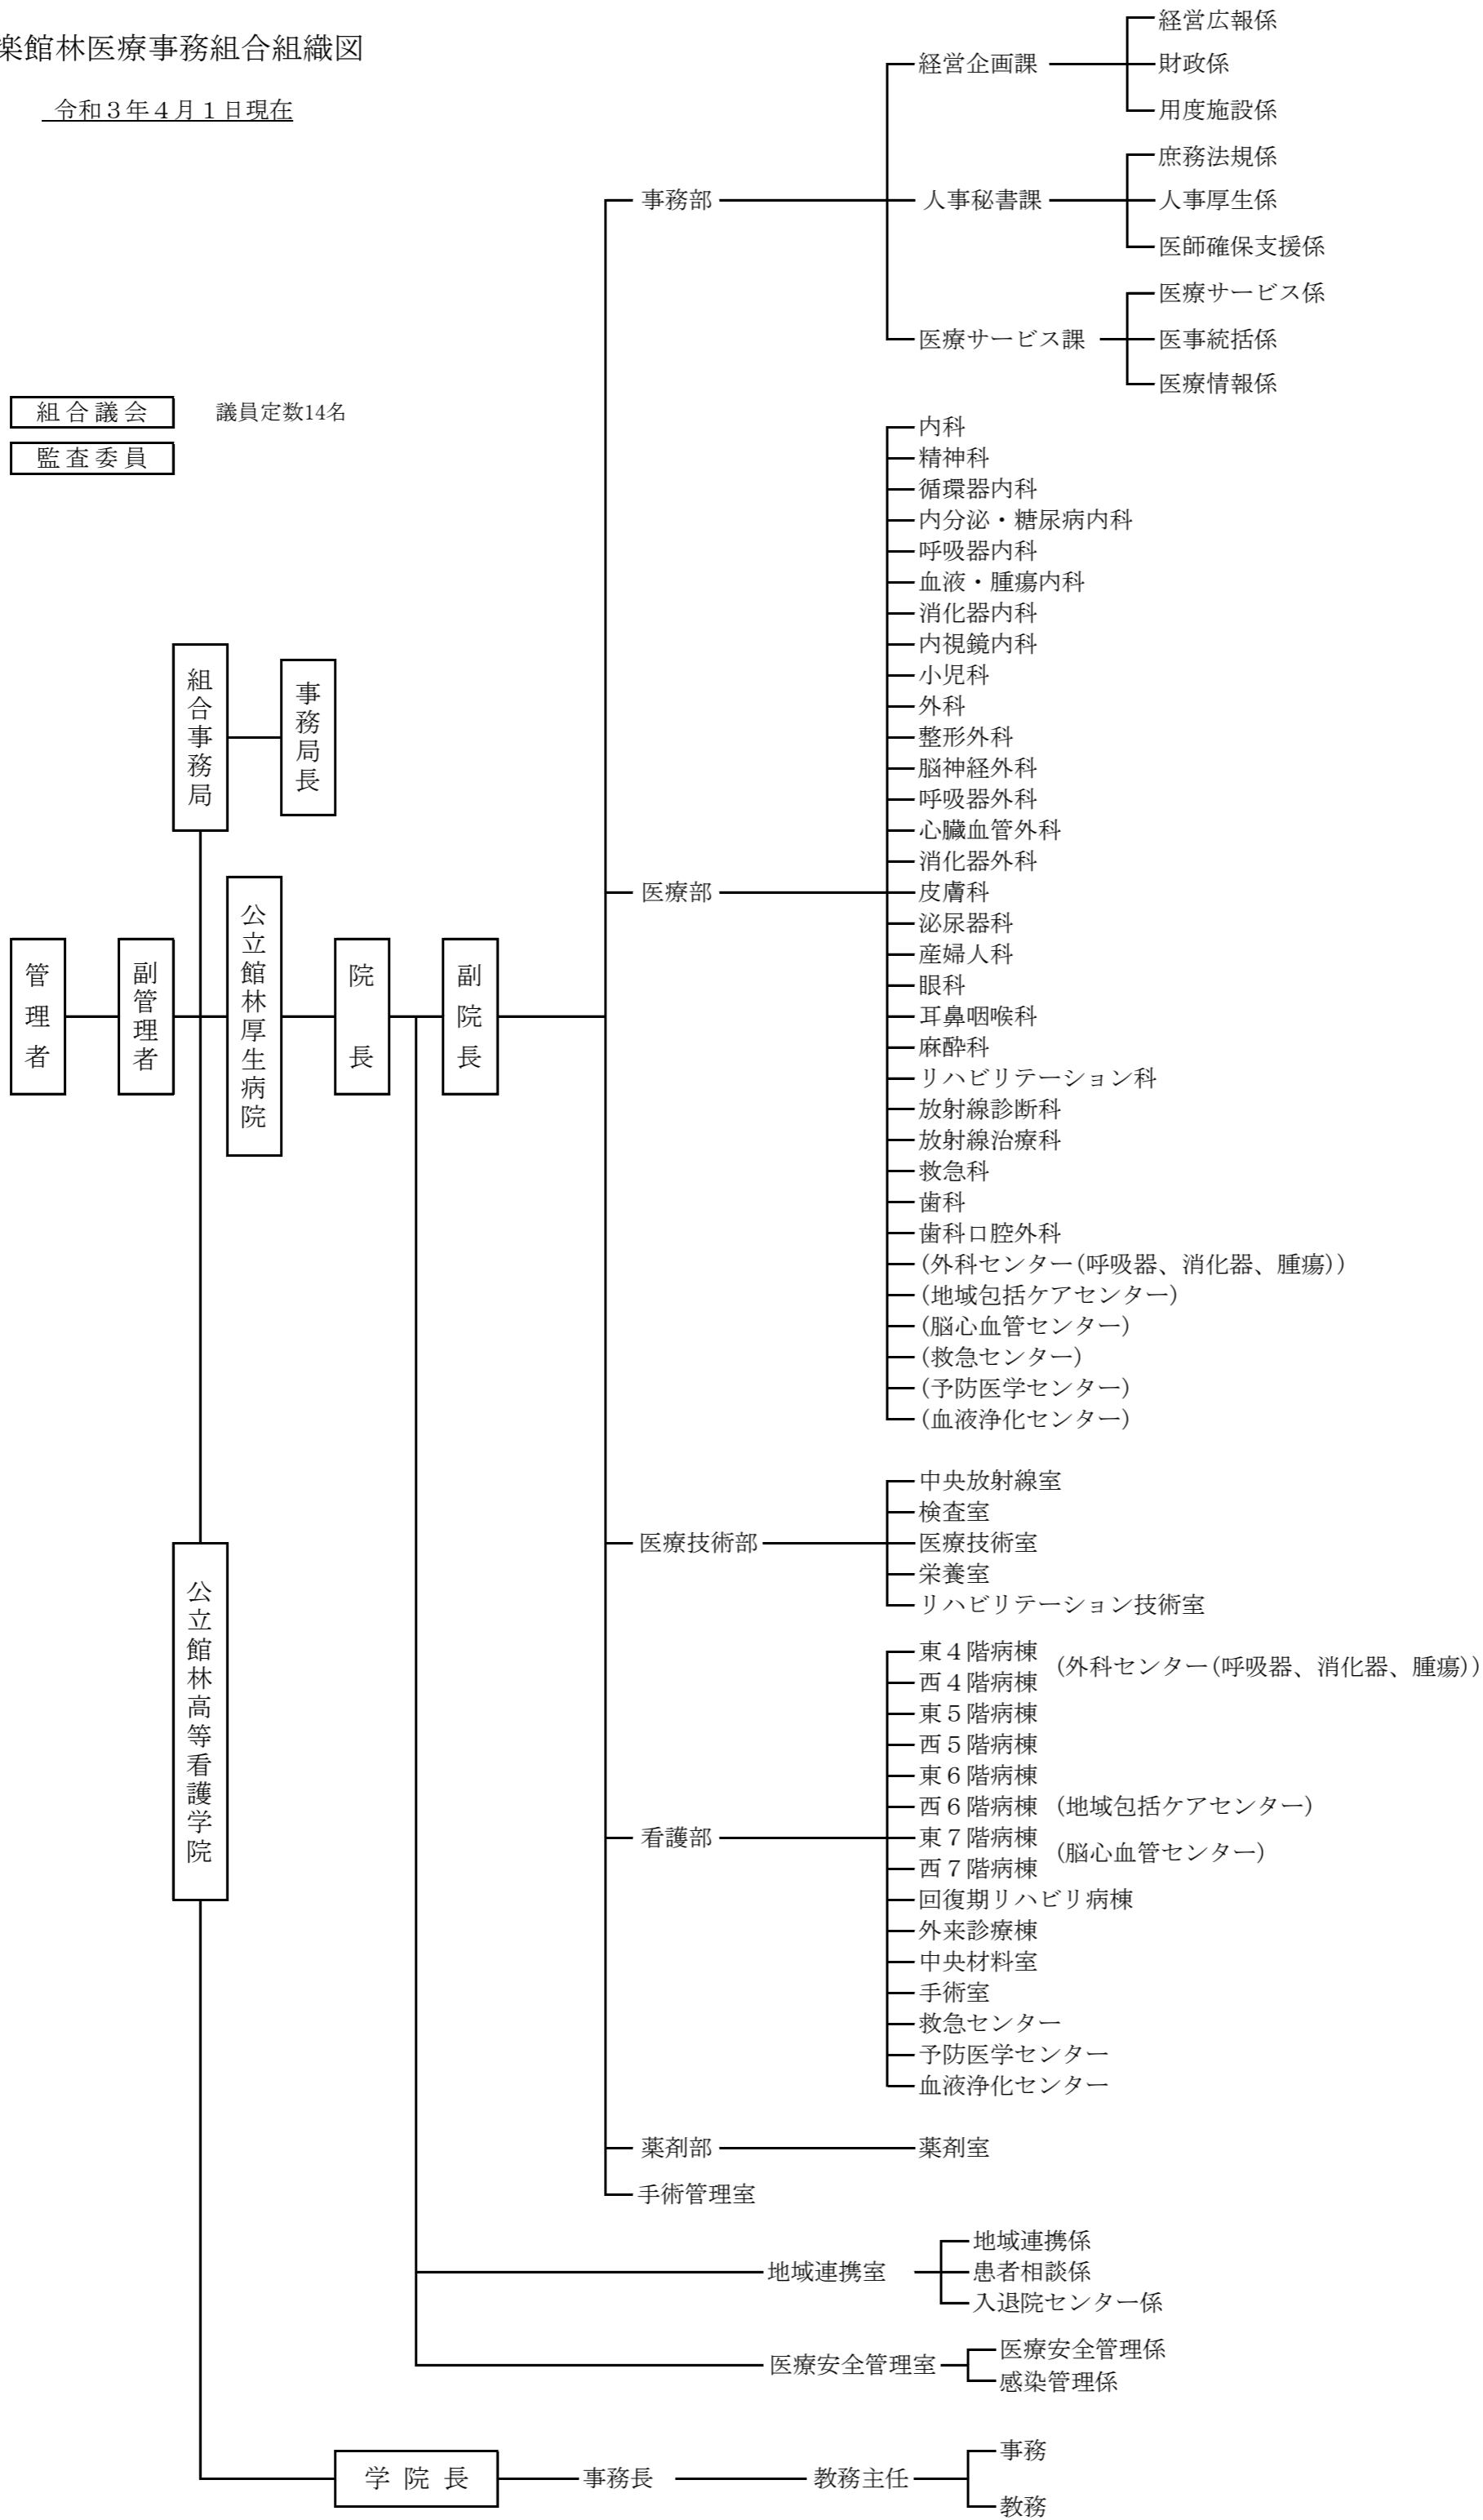 楽館林医療事務組合組織図
令和３年４月１日現在
組合議会 議員定数14名
監査委員
組合事務局
事務局長
管理者
副管理者
公立館林厚生病院
院長
副院長
公立館林高等看護学院
事務部
経営企画課
経営広報係
財政係
用度施設係
人事秘書課
庶務法規係
人事厚生係
医師確保支援係
医療サービス課
医療サービス係
医事統括係
医療情報係
医療部
内科
精神科
循環器内科
内分泌・糖尿病内科
呼吸器内科
血液・腫瘍内科
消化器内科
内視鏡内科
小児科
外科
整形外科
脳神経外科
呼吸器外科
心臓血管外科
消化器外科
皮膚科
泌尿器科
産婦人科
眼科
耳鼻咽喉科
麻酔科
リハビリテーション科
放射線診断科
放射線治療科
救急科
歯科
歯科口腔外科
(外科センター(呼吸器、消化器、腫瘍))
(地域包括ケアセンター)
(脳心血管センター)
(救急センター)
(予防医学センター)
(血液浄化センター)
医療技術部
中央放射線室
検査室
医療技術室
栄養室
リハビリテーション技術室
看護部
東４階病棟
西４階病棟
(外科センター(呼吸器、消化器、腫瘍))
東５階病棟
西５階病棟
東６階病棟
西６階病棟 (地域包括ケアセンター)
東７階病棟
西７階病棟
(脳心血管センター)
回復期リハビリ病棟
外来診療棟
中央材料室
手術室
救急センター
予防医学センター
血液浄化センター
薬剤部 薬剤室
手術管理室
地域連携室
地域連携係
患者相談係
入退院センター係
医療安全管理室
医療安全管理係
感染管理係
学院長 事務長 教務主任
事務
教務